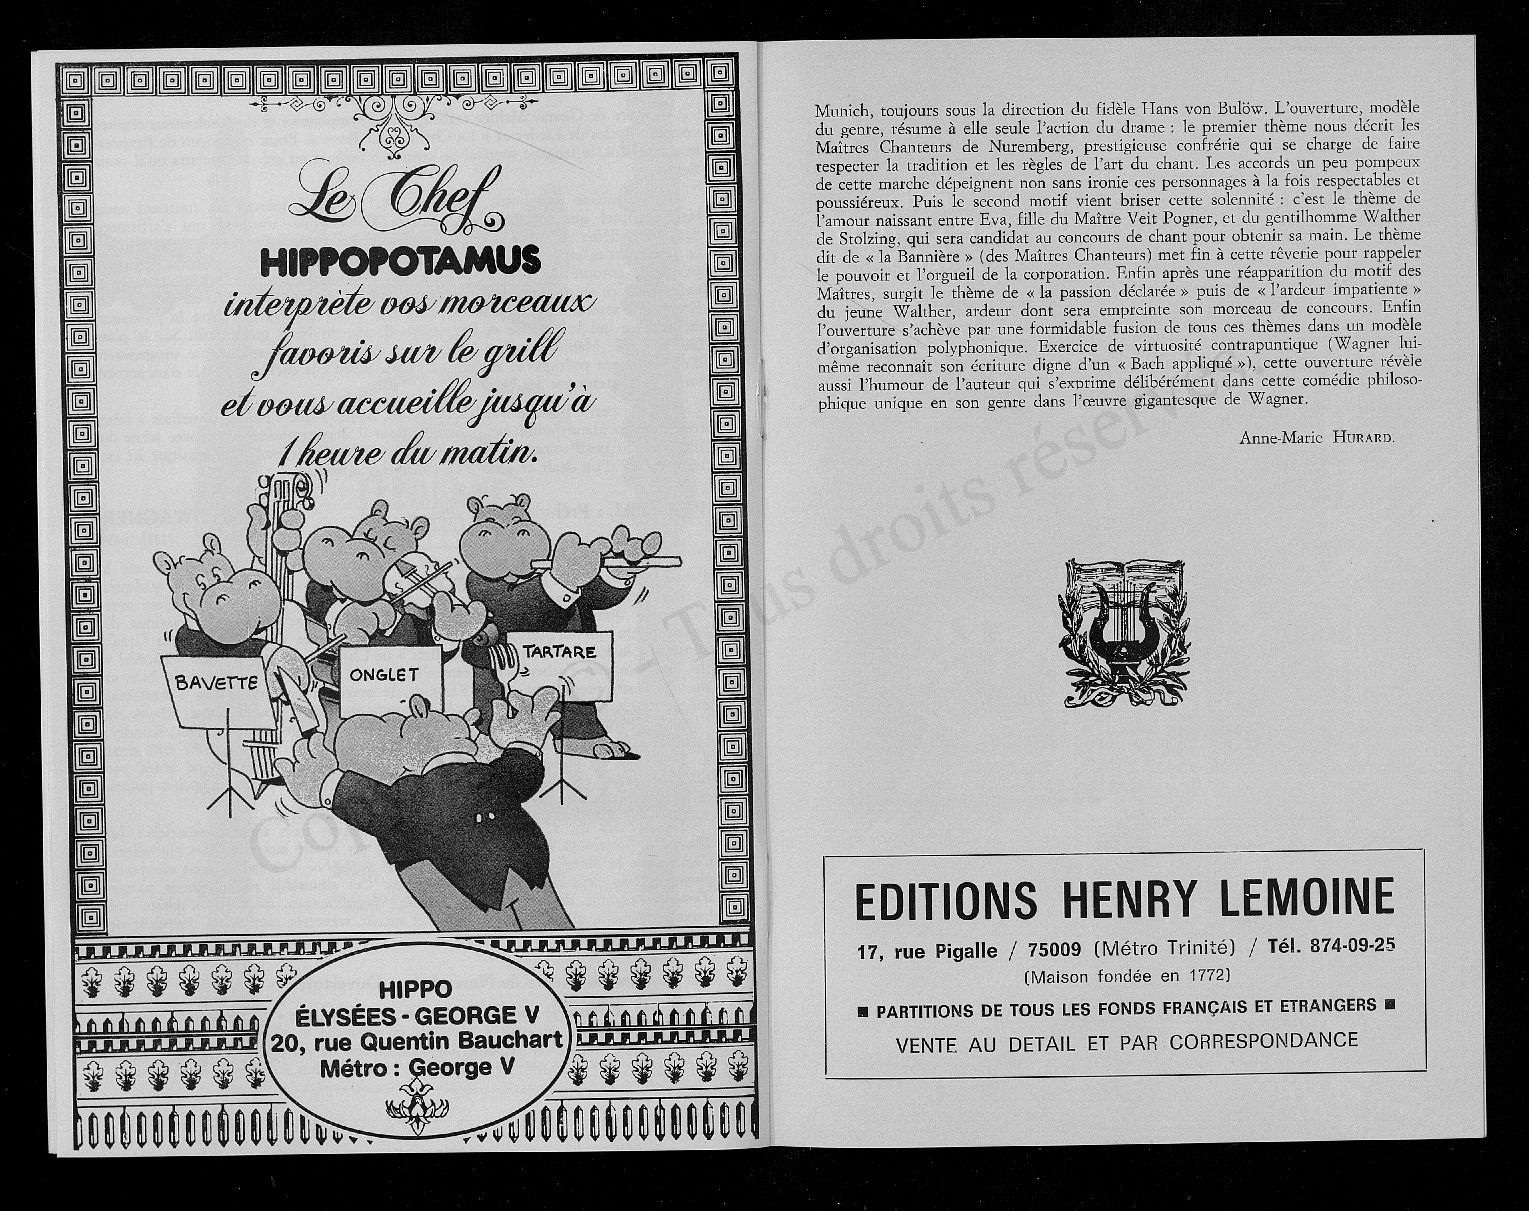 Le Chef
HIPPOPOTAMUS
interprète vos morceaux
favoris sur le grill
et vous accueille jusqu'à
1 heure du matin.
BAVETTE
ONGLET
TARTARE
HIPPO
ÉLYSÉES - GEORGE V
20, rue Quentin Bauchart
Métro : George V
Munich, toujours sous la direction du fidèle Hans von Bulöw. L'ouverture, modèle
du genre, résume à elle seule l'action du drame : le premier thème nous décrit les
Maîtres Chanteurs de Nuremberg, prestigieuse confrérie qui se charge de faire
respecter la tradition et les règles de l'art du chant. Les accords un peu pompeux
de cette marche dépeignent non sans ironie ces personnages à la fois respectables et
poussiéreux. Puis le second motif vient briser cette solennité : c'est le thème de
l'amour naissant entre Eva, fille du Maître Veit Pogner, et du gentilhomme Walther
de Stolzing, qui sera candidat au concours de chant pour obtenir sa main. Le thème
dit de « la Bannière » (des Maîtres Chanteurs) met fin à cette rêverie pour rappeler
le pouvoir et l'orgueil de la corporation. Enfin après une réapparition du motif des
Maîtres, surgit le thème de « la passion déclarée » puis de « l'ardeur impatiente »
du jeune Walther, ardeur dont sera empreinte son morceau de concours. Enfin
l'ouverture s'achève par une formidable fusion de tous ces thèmes dans un modèle
d'organisation polyphonique. Exercice de virtuosité contrapuntique (Wagner lui-
même reconnaît son écriture digne d'un « Bach appliqué »), cette ouverture révèle
aussi l'humour de l'auteur qui s'exprime délibérément dans cette comédie philoso-
phique unique en son genre dans l'œuvre gigantesque de Wagner.
Anne-Marie HURARD.
EDITIONS HENRY LEMOINE
17, rue Pigalle / 75009 (Métro Trinité) / Tél. 874-09-25
(Maison fondée en 1772)
■ PARTITIONS DE TOUS LES FONDS FRANÇAIS ET ETRANGERS ■
VENTE AU DETAIL ET PAR CORRESPONDANCE
- Tous droits réservés